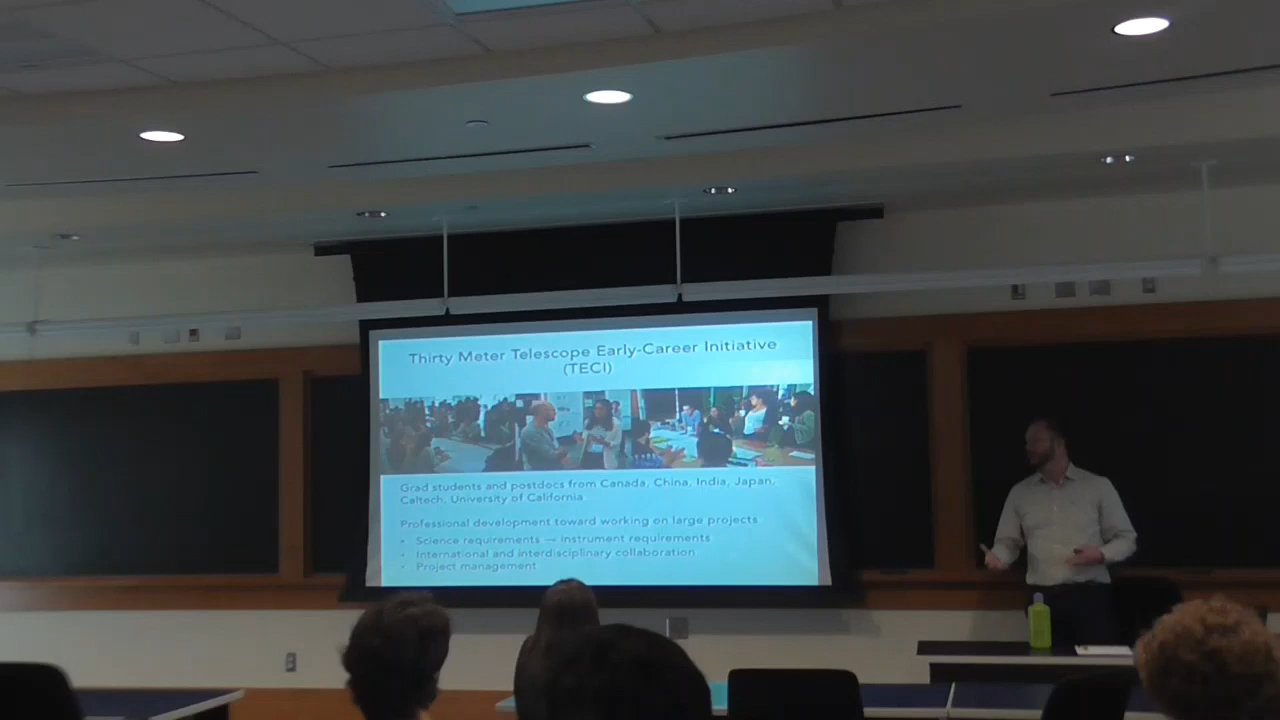 Thirty Meter Telescope Early-Career Initiative
(TECI)
Grad students and postdocs from Canada, China, India, Japan,
Caltech, University of California
Professional development toward working on large projects
• Science requirements → instrument requirements
• International and interdisciplinary collaboration
• Project management